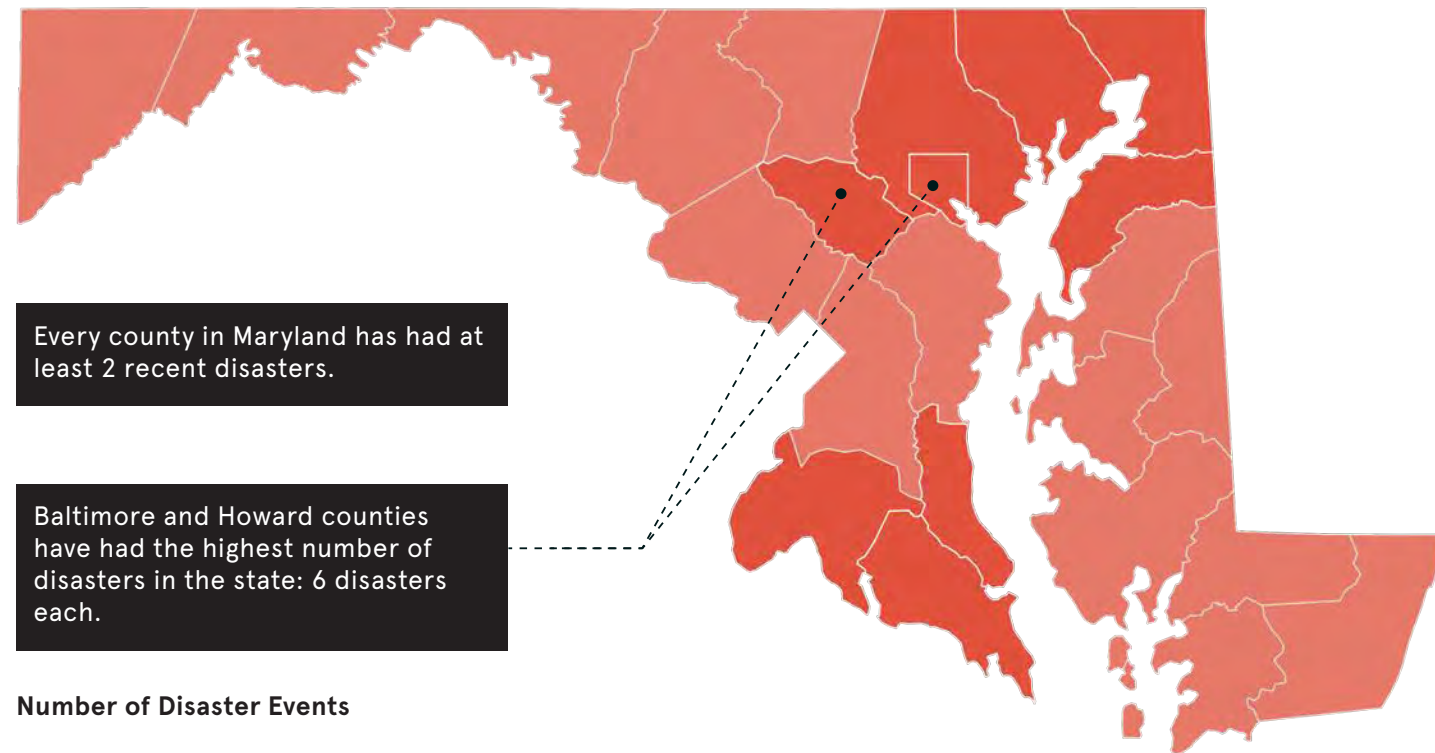 Every county in Maryland has had at
least 2 recent disasters.
Baltimore and Howard counties
have had the highest number of
disasters in the state: 6 disasters
each.
Number of Disaster Events